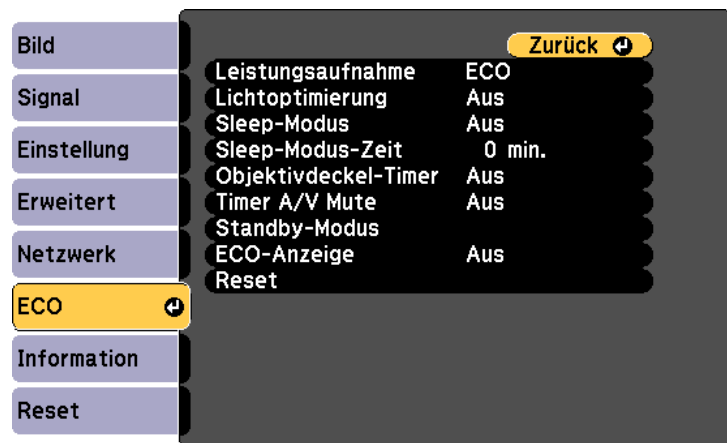 Bild
Signal
Einstellung
Erweitert
Netzwerk
ECO
Information
Reset
Zurück
Leistungsaufnahme ECO
Lichtoptimierung Aus
Sleep-Modus Aus
Sleep-Modus-Zeit 0 min.
Objektivdeckel-Timer Aus
Timer A/V Mute Aus
Standby-Modus
ECO-Anzeige Aus
Reset